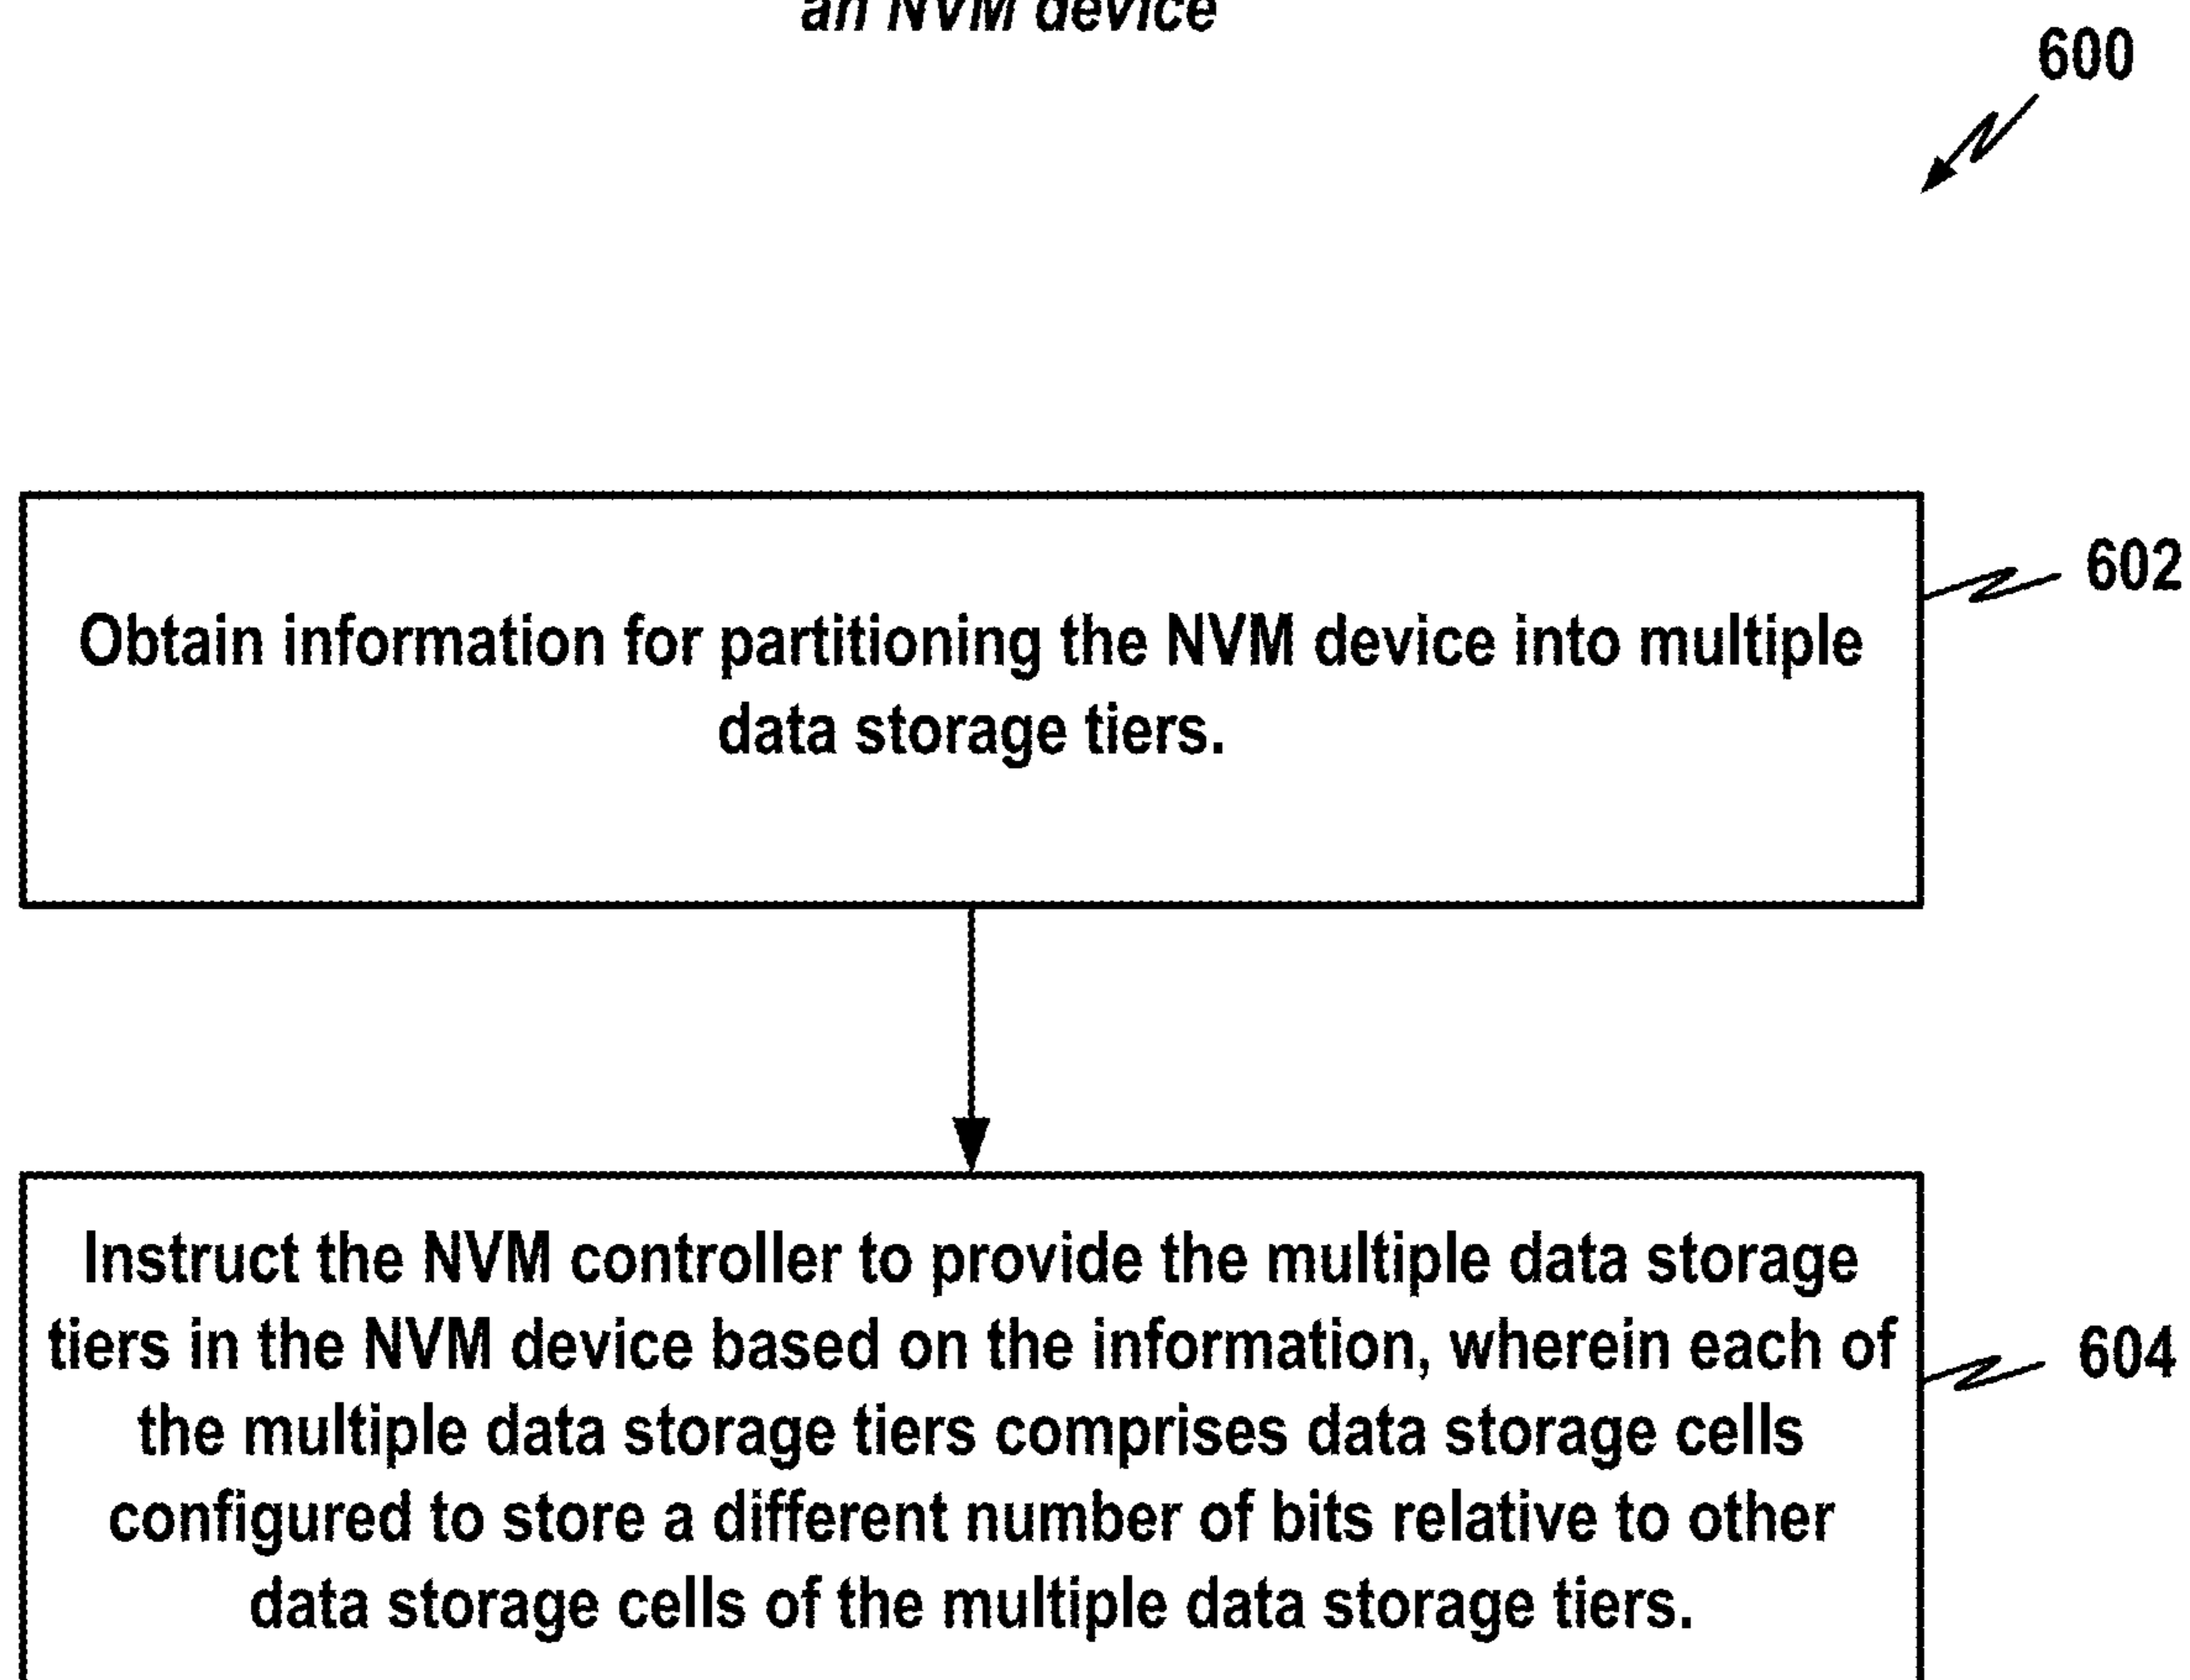 an NVM device
600
602
Obtain information for partitioning the NVM device into multiple
data storage tiers.
Instruct the NVM controller to provide the multiple data storage
tiers in the NVM device based on the information, wherein each of
604
the multiple data storage tiers comprises data storage cells
configured to store a different number of bits relative to other
data storage cells of the multiple data storage tiers.